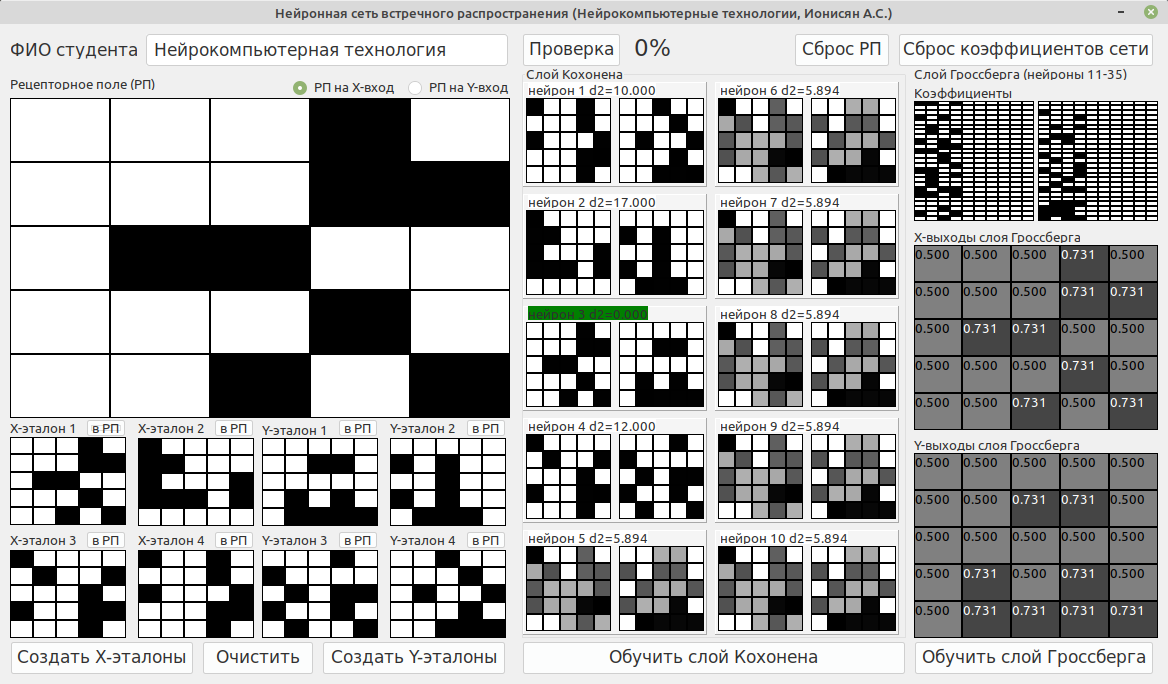 Нейронная сеть встречного распространения (Нейрокомпьютерные технологии, Ионисян А.С.)
ФИО студента
Нейрокомпьютерная технология
Проверка
0%
Сброс РП
Сброс коэффициентов сети
Рецепторное поле (РП)
РП на X-вход
РП на Y-вход
Слой Кохонена
нейрон 1 d2=10.000
нейрон 6 d2=5.894
нейрон 2 d2=17.000
нейрон 7 d2=5.894
нейрон 3 d2=0.000
нейрон 8 d2=5.894
нейрон 4 d2=12.000
нейрон 9 d2=5.894
нейрон 5 d2=5.894
нейрон 10 d2=5.894
Слой Гроссберга (нейроны 11-35)
Коэффициенты
X-выходы слоя Гроссберга
0.500 0.500 0.500 0.731 0.500
0.500 0.500 0.500 0.731 0.731
0.500 0.731 0.731 0.500 0.500
0.500 0.500 0.500 0.731 0.500
0.500 0.500 0.731 0.500 0.731
Y-выходы слоя Гроссберга
0.500 0.500 0.500 0.500 0.500
0.500 0.500 0.731 0.731 0.500
0.500 0.500 0.500 0.500 0.500
0.500 0.731 0.500 0.731 0.500
0.500 0.731 0.731 0.731 0.731
X-эталон 1 в РП
X-эталон 2 в РП
Y-эталон 1 в РП
Y-эталон 2 в РП
X-эталон 3 в РП
X-эталон 4 в РП
Y-эталон 3 в РП
Y-эталон 4 в РП
Создать X-эталоны
Очистить
Создать Y-эталоны
Обучить слой Кохонена
Обучить слой Гроссберга